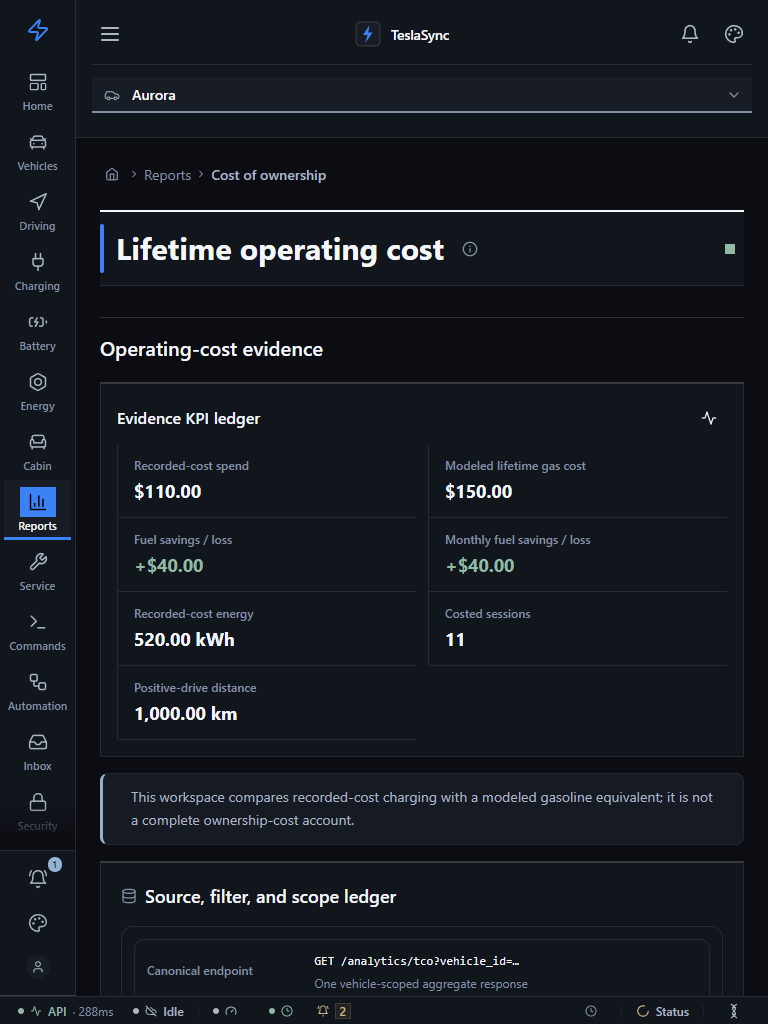 TeslaSync
Aurora
Home
Vehicles
Driving
Charging
Battery
Energy
Cabin
Reports
Service
Commands
Automation
Inbox
Security
1
Reports
Cost of ownership
Lifetime operating cost
Operating-cost evidence
Evidence KPI ledger
Recorded-cost spend
$110.00
Modeled lifetime gas cost
$150.00
Fuel savings / loss
+$40.00
Monthly fuel savings / loss
+$40.00
Recorded-cost energy
520.00 kWh
Costed sessions
11
Positive-drive distance
1,000.00 km
This workspace compares recorded-cost charging with a modeled gasoline equivalent; it is not
a complete ownership-cost account.
Source, filter, and scope ledger
Canonical endpoint
GET /analytics/tco?vehicle_id=…
One vehicle-scoped aggregate response
API · 288ms
Idle
2
Status